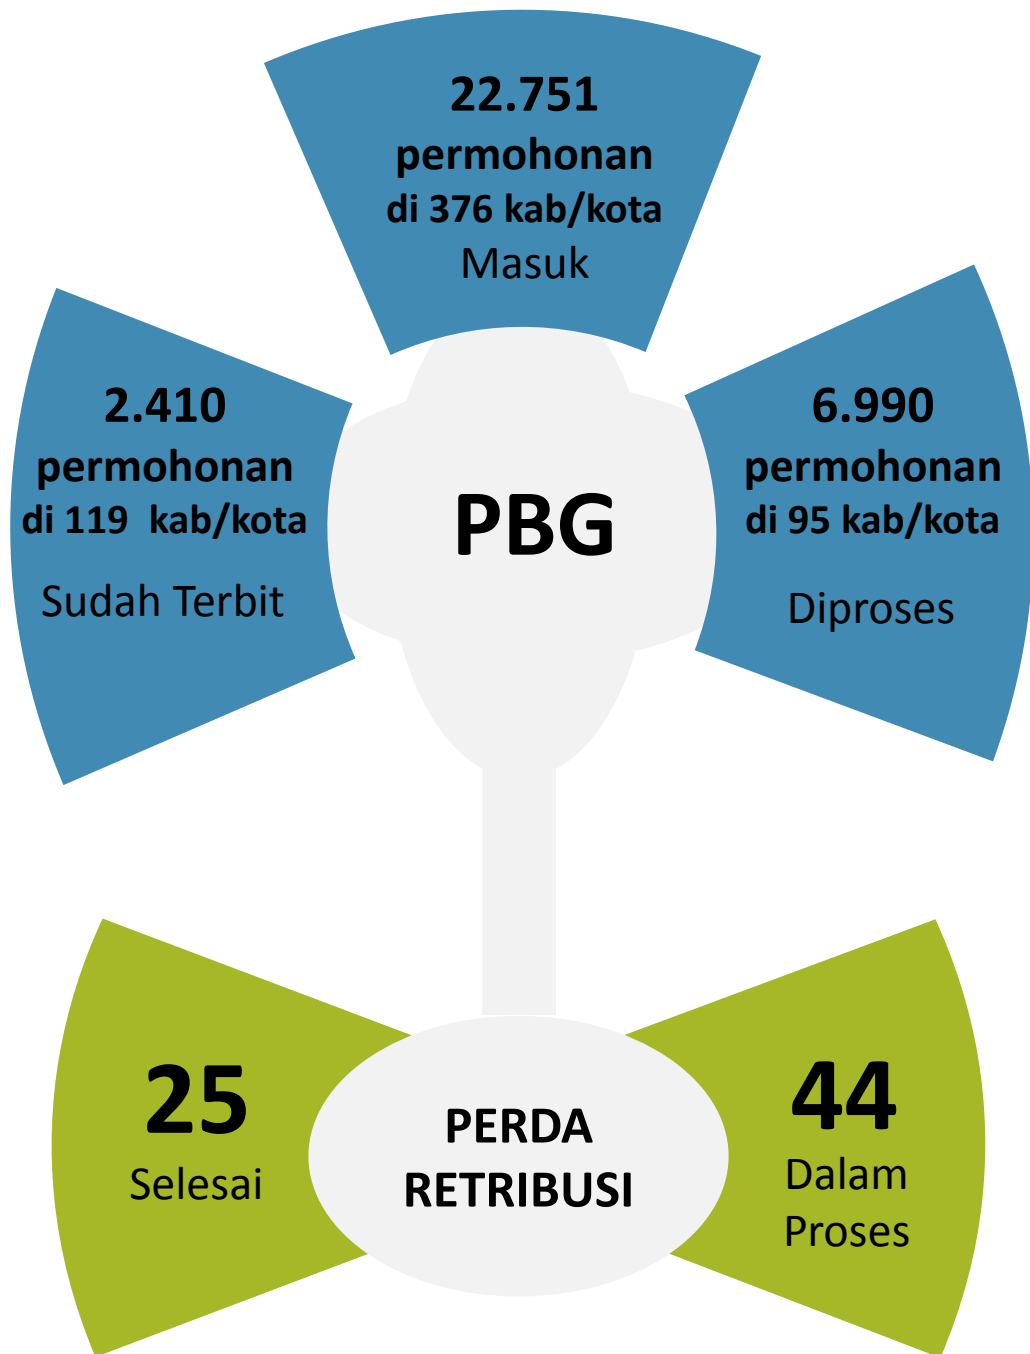 22.751
permohonan
di 376 kab/kota
Masuk
2.410
permohonan
di 119 kab/kota
Sudah Terbit
PBG
6.990
permohonan
di 95 kab/kota
Diproses
25
Selesai
PERDA
RETRIBUSI
44
Dalam
Proses